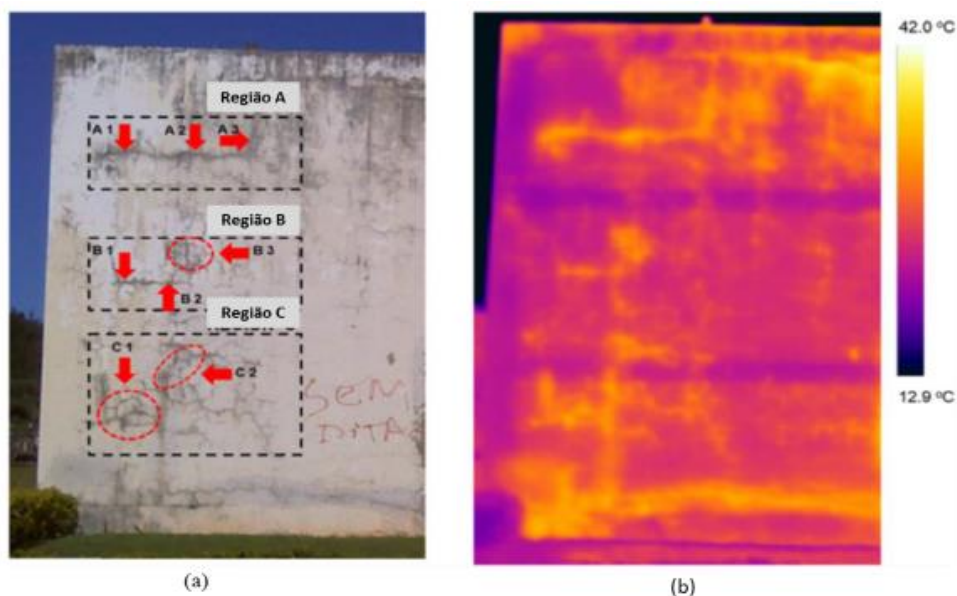 Região A
A 1
A 2
A 3
Região B
B 1
B 3
B 2
Região C
C 1
C 2
SEM
(a)
42.0 ºC
12.9 ºC
(b)